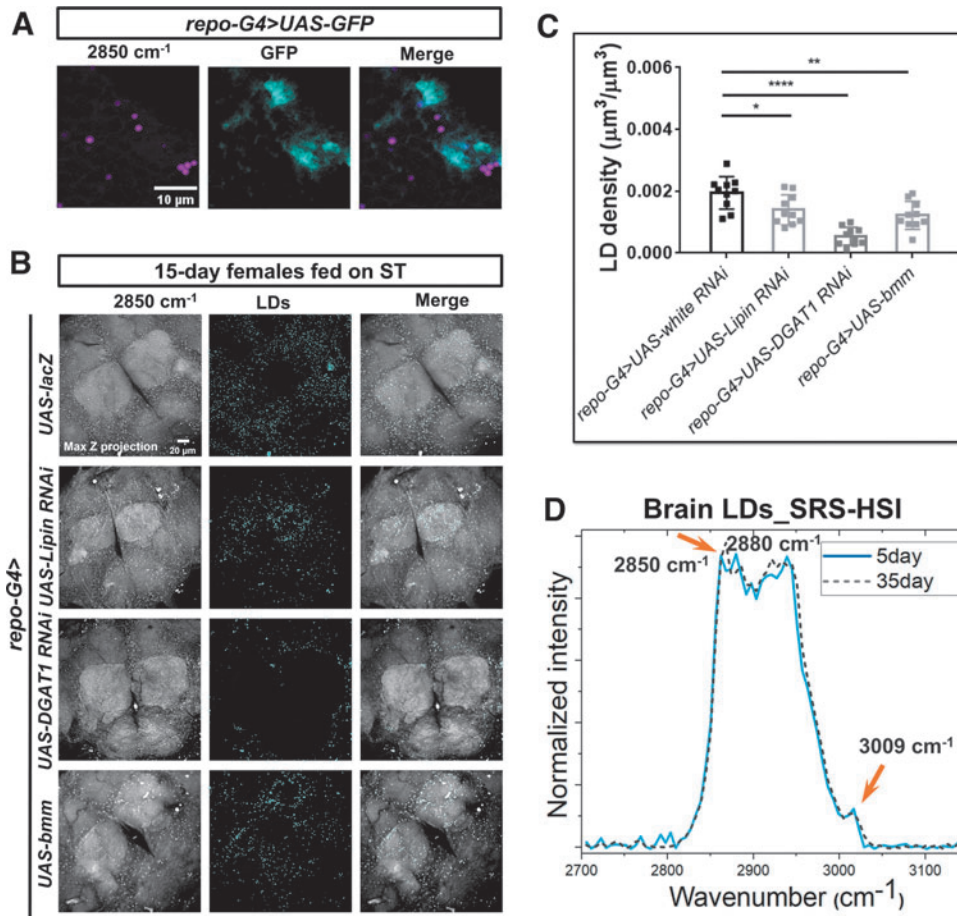 A
repo-G4>UAS-GFP
2850 cm⁻¹ GFP Merge
10 µm
B
15-day females fed on ST
2850 cm⁻¹ LDs Merge
repo-G4>
UAS-lacZ
Max Z projection
20 µm
UAS-Lipin RNAi
UAS-DGAT1 RNAi
UAS-bmm
C
LD density (µm³/µm³)
0.006
0.004
0.002
0.000
**
****
*
repo-G4>UAS-white RNAi
repo-G4>UAS-Lipin RNAi
repo-G4>UAS-DGAT1 RNAi
repo-G4>UAS-bmm
D
Brain LDs_SRS-HSI
2850 cm⁻¹
2880 cm⁻¹
5day
35day
3009 cm⁻¹
Normalized intensity
2700 2800 2900 3000 3100
Wavenumber (cm⁻¹)